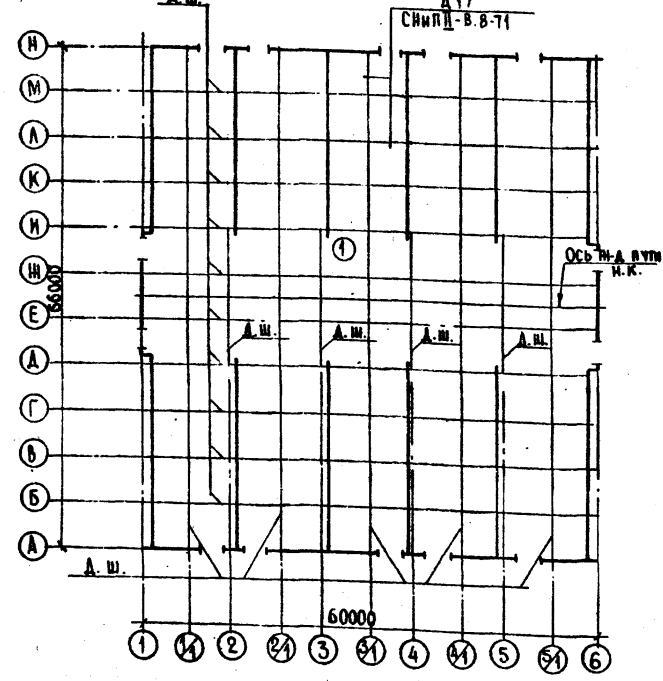 Д.Ш.
СНиП II-В.8-71
Н
М
Л
К
И
Ж
Е
Д
Г
В
Б
А
66000
1
ОСЬ Ж-Д ПУТИ
Н.К.
Д.Ш.
Д.Ш.
Д.Ш.
Д.Ш.
Д.Ш.
60000
1
1/1
2
2/1
3
3/1
4
4/1
5
5/1
6